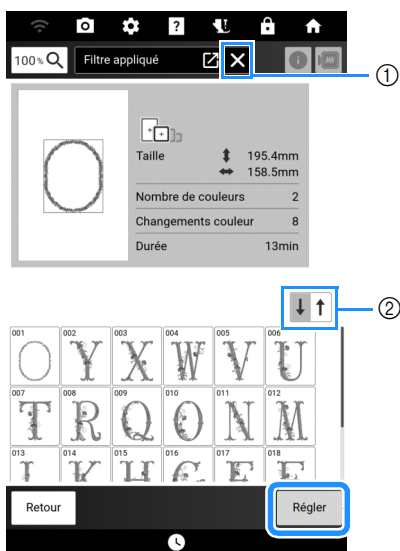 ?
100% Filtre appliqué
①
Taille 195.4mm
158.5mm
Nombre de couleurs 2
Changements couleur 8
Durée 13min
②
001 002 003 004 005 006
O Y X W V U
007 008 009 010 011 012
T R Q O N M
013 014 015 016 017 018
I K H G F E
Retour Régler